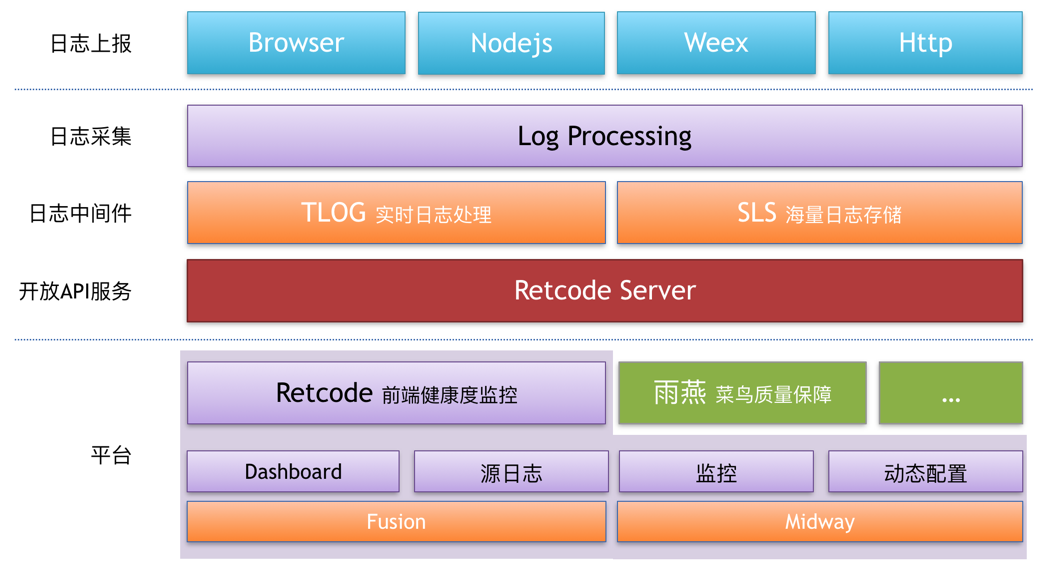 日志上报
Browser
Nodejs
Weex
Http
日志采集
Log Processing
日志中间件
TLOG 实时日志处理
SLS 海量日志存储
开放API服务
Retcode Server
平台
Retcode 前端健康度监控
雨燕 菜鸟质量保障
...
Dashboard
源日志
监控
动态配置
Fusion
Midway